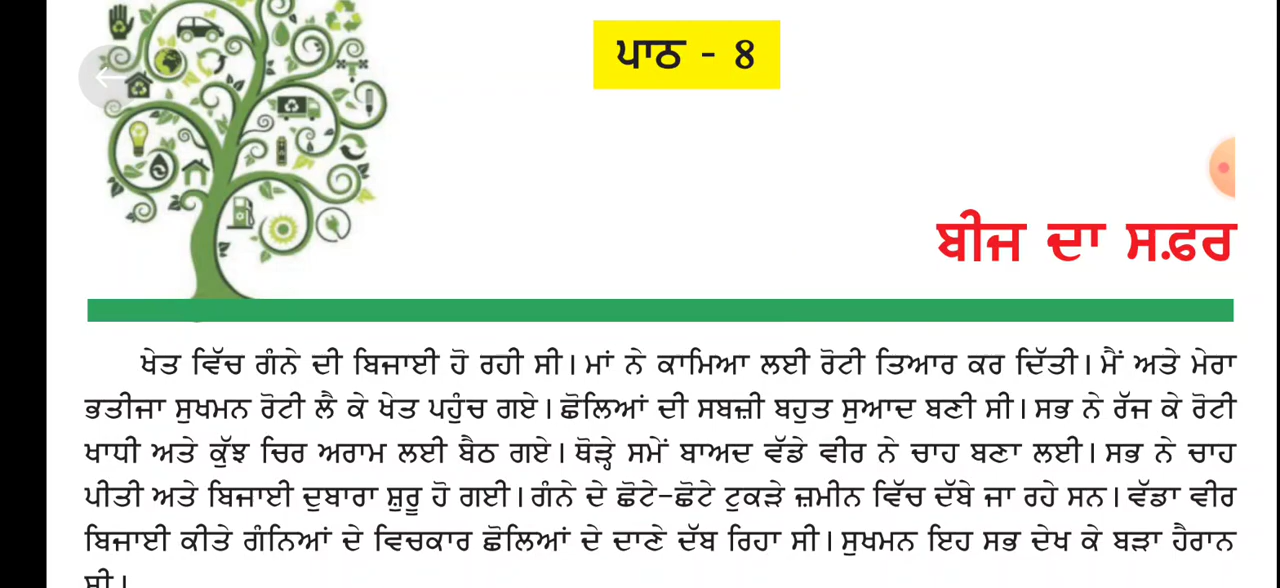 ਪਾਠ - 8
ਬੀਜ ਦਾ ਸਫ਼ਰ
ਖੇਤ ਵਿੱਚ ਗੰਨੇ ਦੀ ਬਿਜਾਈ ਹੋ ਰਹੀ ਸੀ। ਮਾਂ ਨੇ ਕਾਮਿਆ ਲਈ ਰੋਟੀ ਤਿਆਰ ਕਰ ਦਿੱਤੀ। ਮੈਂ ਅਤੇ ਮੇਰਾ
ਭਤੀਜਾ ਸੁਖਮਨ ਰੋਟੀ ਲੈ ਕੇ ਖੇਤ ਪਹੁੰਚ ਗਏ। ਛੋਲਿਆਂ ਦੀ ਸਬਜ਼ੀ ਬਹੁਤ ਸੁਆਦ ਬਣੀ ਸੀ। ਸਭ ਨੇ ਰੱਜ ਕੇ ਰੋਟੀ
ਖਾਧੀ ਅਤੇ ਕੁੱਝ ਚਿਰ ਅਰਾਮ ਲਈ ਬੈਠ ਗਏ। ਥੋੜ੍ਹੇ ਸਮੇਂ ਬਾਅਦ ਵੱਡੇ ਵੀਰ ਨੇ ਚਾਹ ਬਣਾ ਲਈ। ਸਭ ਨੇ ਚਾਹ
ਪੀਤੀ ਅਤੇ ਬਿਜਾਈ ਦੁਬਾਰਾ ਸ਼ੁਰੂ ਹੋ ਗਈ। ਗੰਨੇ ਦੇ ਛੋਟੇ-ਛੋਟੇ ਟੁਕੜੇ ਜ਼ਮੀਨ ਵਿੱਚ ਦੱਬੇ ਜਾ ਰਹੇ ਸਨ। ਵੱਡਾ ਵੀਰ
ਬਿਜਾਈ ਕੀਤੇ ਗੰਨਿਆਂ ਦੇ ਵਿਚਕਾਰ ਛੋਲਿਆਂ ਦੇ ਦਾਣੇ ਦੱਬ ਰਿਹਾ ਸੀ। ਸੁਖਮਨ ਇਹ ਸਭ ਦੇਖ ਕੇ ਬੜਾ ਹੈਰਾਨ
ਸੀ।